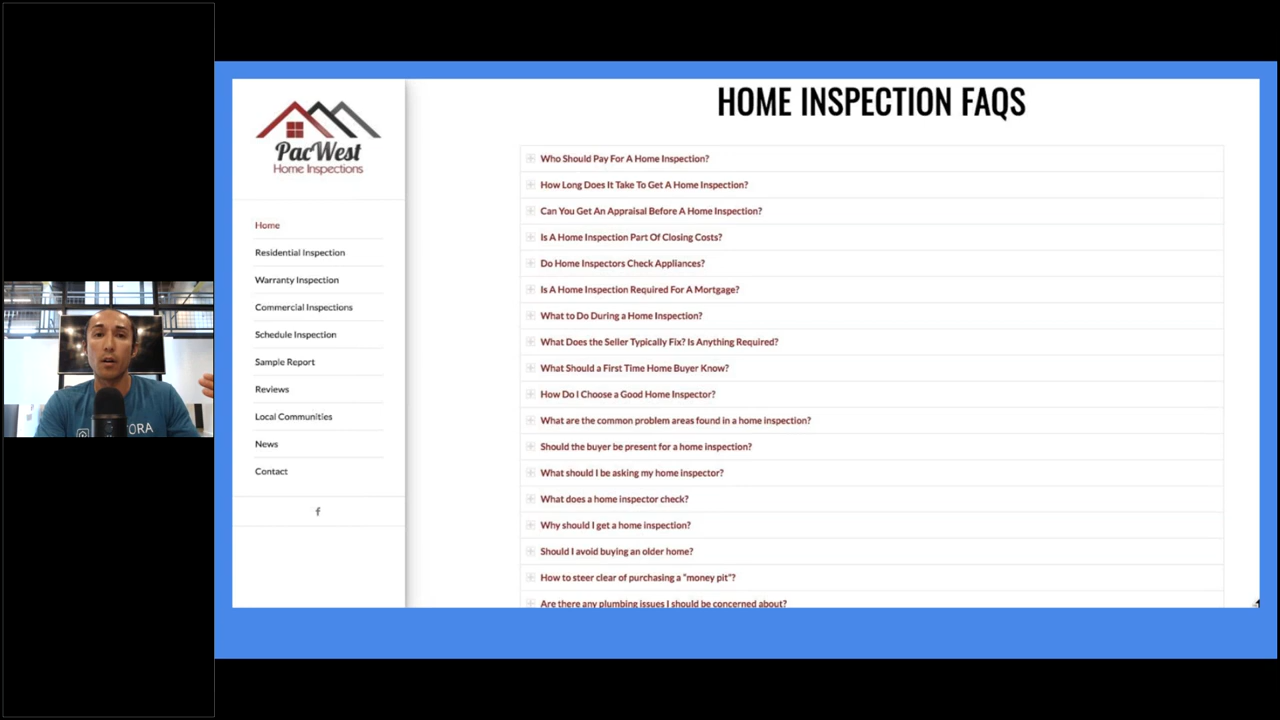 PacWest
Home Inspections
Home
Residential Inspection
Warranty Inspection
Commercial Inspections
Schedule Inspection
Sample Report
Reviews
Local Communities
News
Contact
HOME INSPECTION FAQS
Who Should Pay For A Home Inspection?
How Long Does It Take To Get A Home Inspection?
Can You Get An Appraisal Before A Home Inspection?
Is A Home Inspection Part Of Closing Costs?
Do Home Inspectors Check Appliances?
Is A Home Inspection Required For A Mortgage?
What to Do During a Home Inspection?
What Does the Seller Typically Fix? Is Anything Required?
What Should a First Time Home Buyer Know?
How Do I Choose a Good Home Inspector?
What are the common problem areas found in a home inspection?
Should the buyer be present for a home inspection?
What should I be asking my home inspector?
What does a home inspector check?
Why should I get a home inspection?
Should I avoid buying an older home?
How to steer clear of purchasing a "money pit"?
Are there any plumbing issues I should be concerned about?